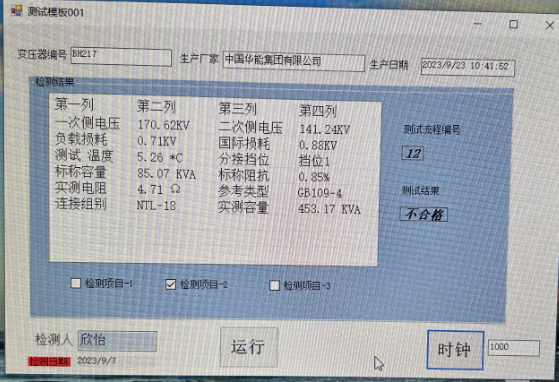 测试模板001
变压器编号 BH217 生产厂家 中国华能集团有限公司 生产日期 2023/9/23 10:41:52
检测结果
第一列 第二列 第三列 第四列
一次侧电压 170.62KV 二次侧电压 141.24KV
负载损耗 0.71KV 国际损耗 0.88KV
测试 温度 5.26 *C 分接挡位 挡位1
标称容量 85.07 KVA 标称阻抗 0.85%
实测电阻 4.71 Ω 参考类型 GB109-4
连接组别 NTL-18 实测容量 453.17 KVA
测试流程编号
12
测试结果
不合格
检测项目-1 检测项目-2 检测项目-3
检测人 欣怡 运行 时钟 1000
检测日期 2023/9/7